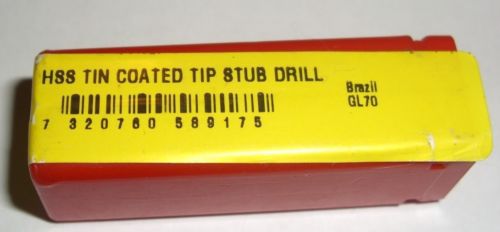 HSS TIN COATED TIP STUB DRILL
Brazil
GL70
7 320760 589175